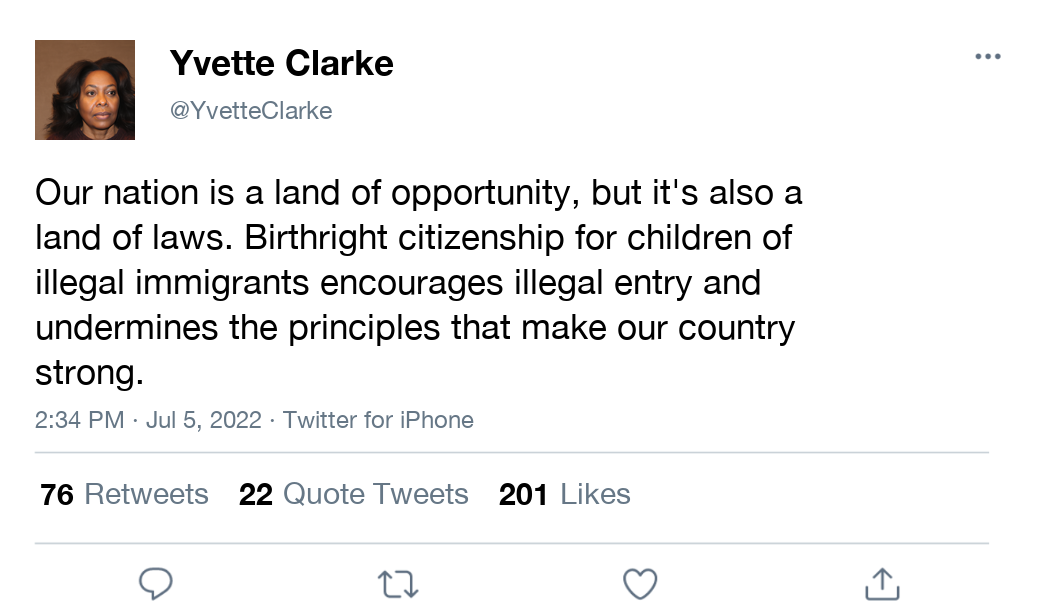 Yvette Clarke
@YvetteClarke
Our nation is a land of opportunity, but it's also a
land of laws. Birthright citizenship for children of
illegal immigrants encourages illegal entry and
undermines the principles that make our country
strong.
2:34 PM · Jul 5, 2022 · Twitter for iPhone
76 Retweets 22 Quote Tweets 201 Likes